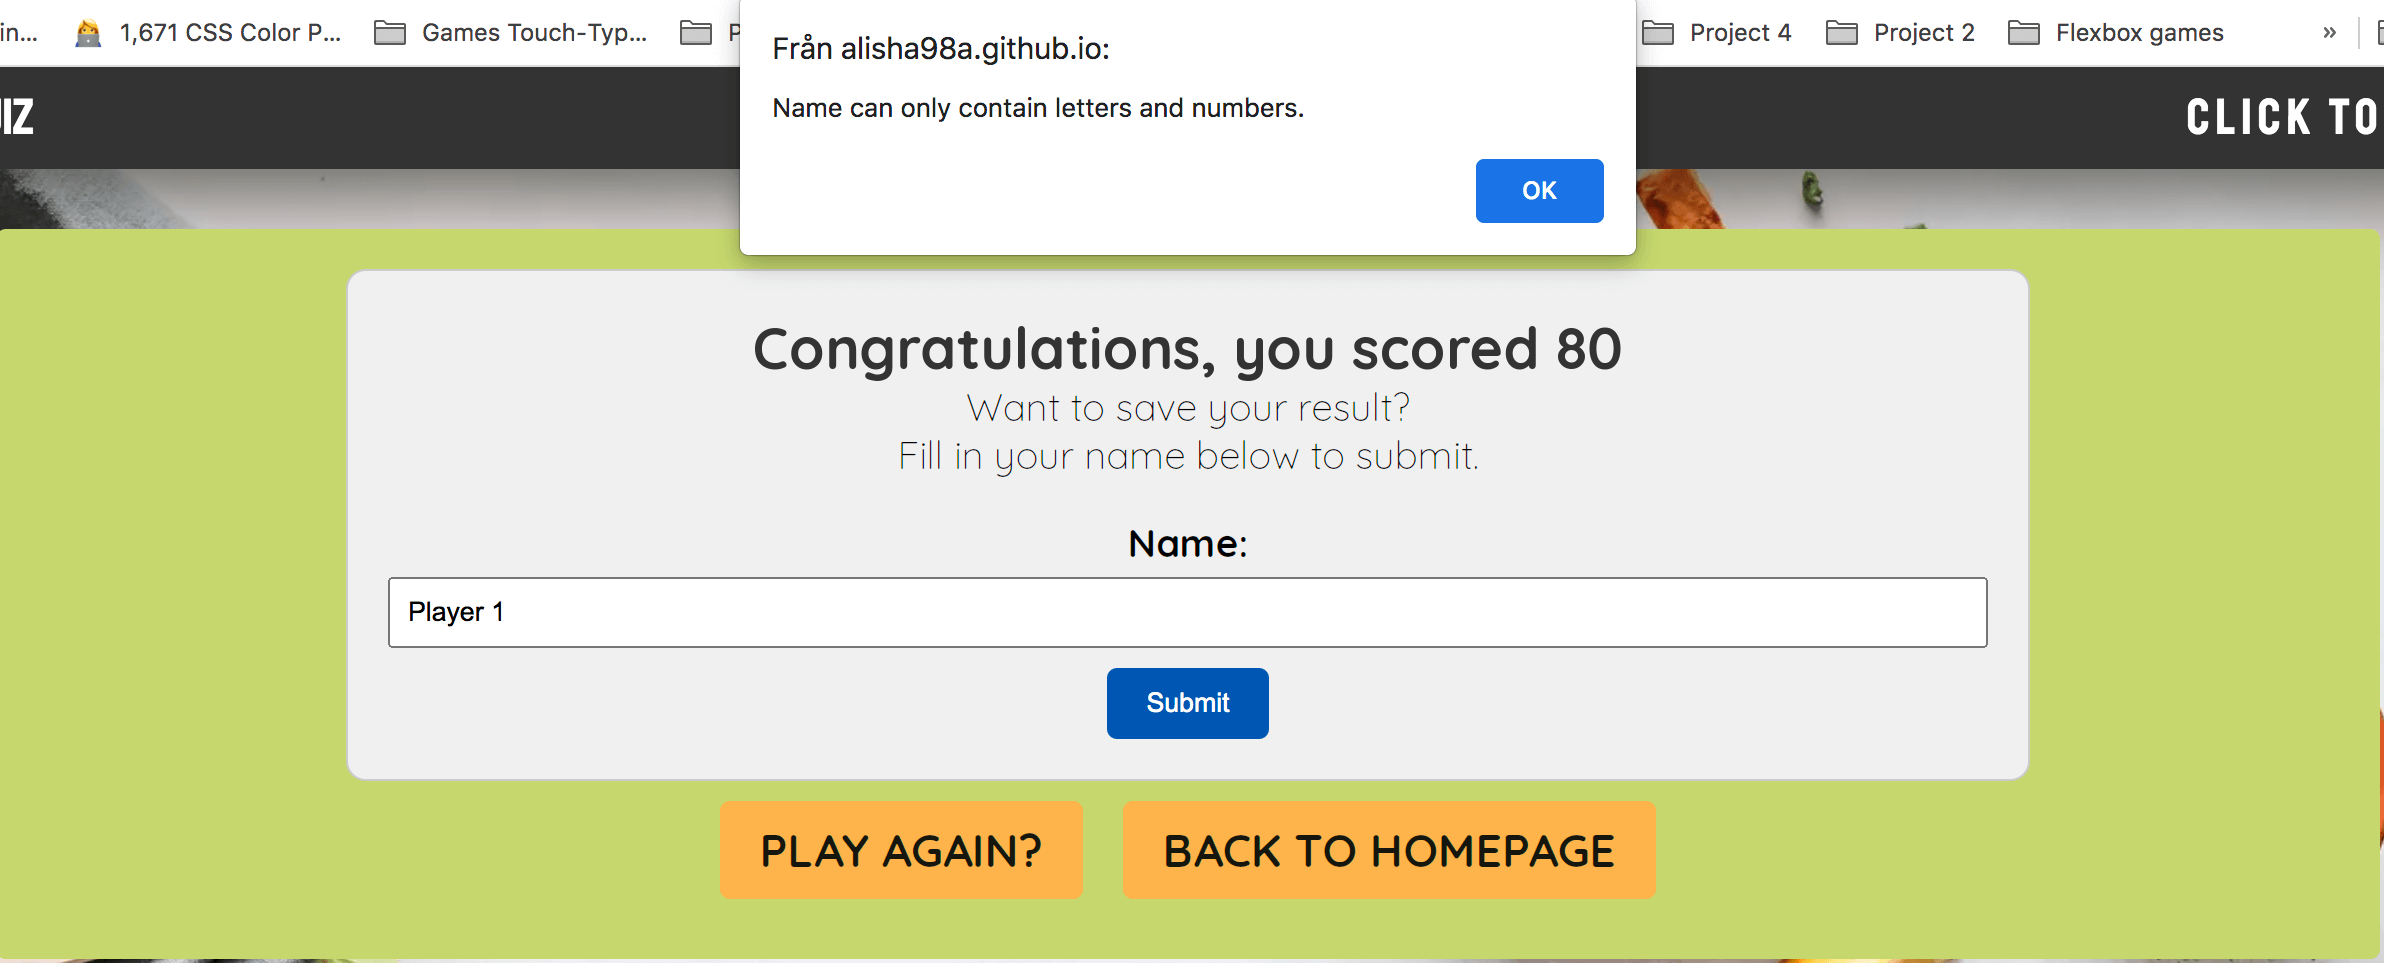 in...
1,671 CSS Color P...
Games Touch-Typ...
P
Project 4
Project 2
Flexbox games
»
Från alisha98a.github.io:
Name can only contain letters and numbers.
OK
IZ
CLICK TO
Congratulations, you scored 80
Want to save your result?
Fill in your name below to submit.
Name:
Player 1
Submit
PLAY AGAIN?
BACK TO HOMEPAGE